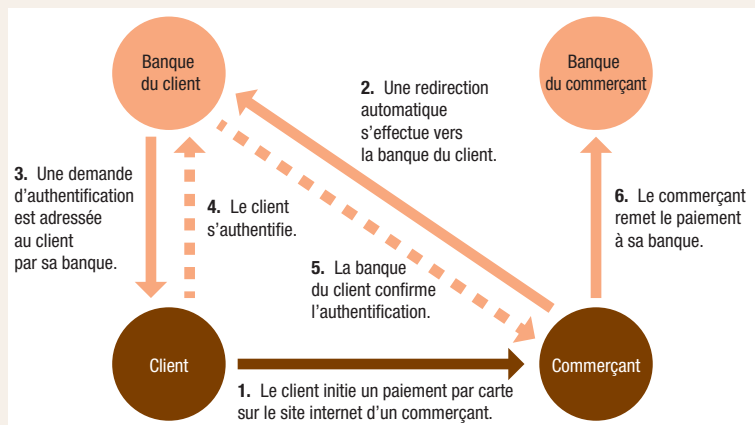 Banque
du client
Banque
du commerçant
2. Une redirection
automatique
s'effectue vers
la banque du client.
3. Une demande
d'authentification
est adressée
au client
par sa banque.
4. Le client
s'authentifie.
6. Le commerçant
remet le paiement
à sa banque.
5. La banque
du client confirme
l'authentification.
Client
Commerçant
1. Le client initie un paiement par carte
sur le site internet d'un commerçant.